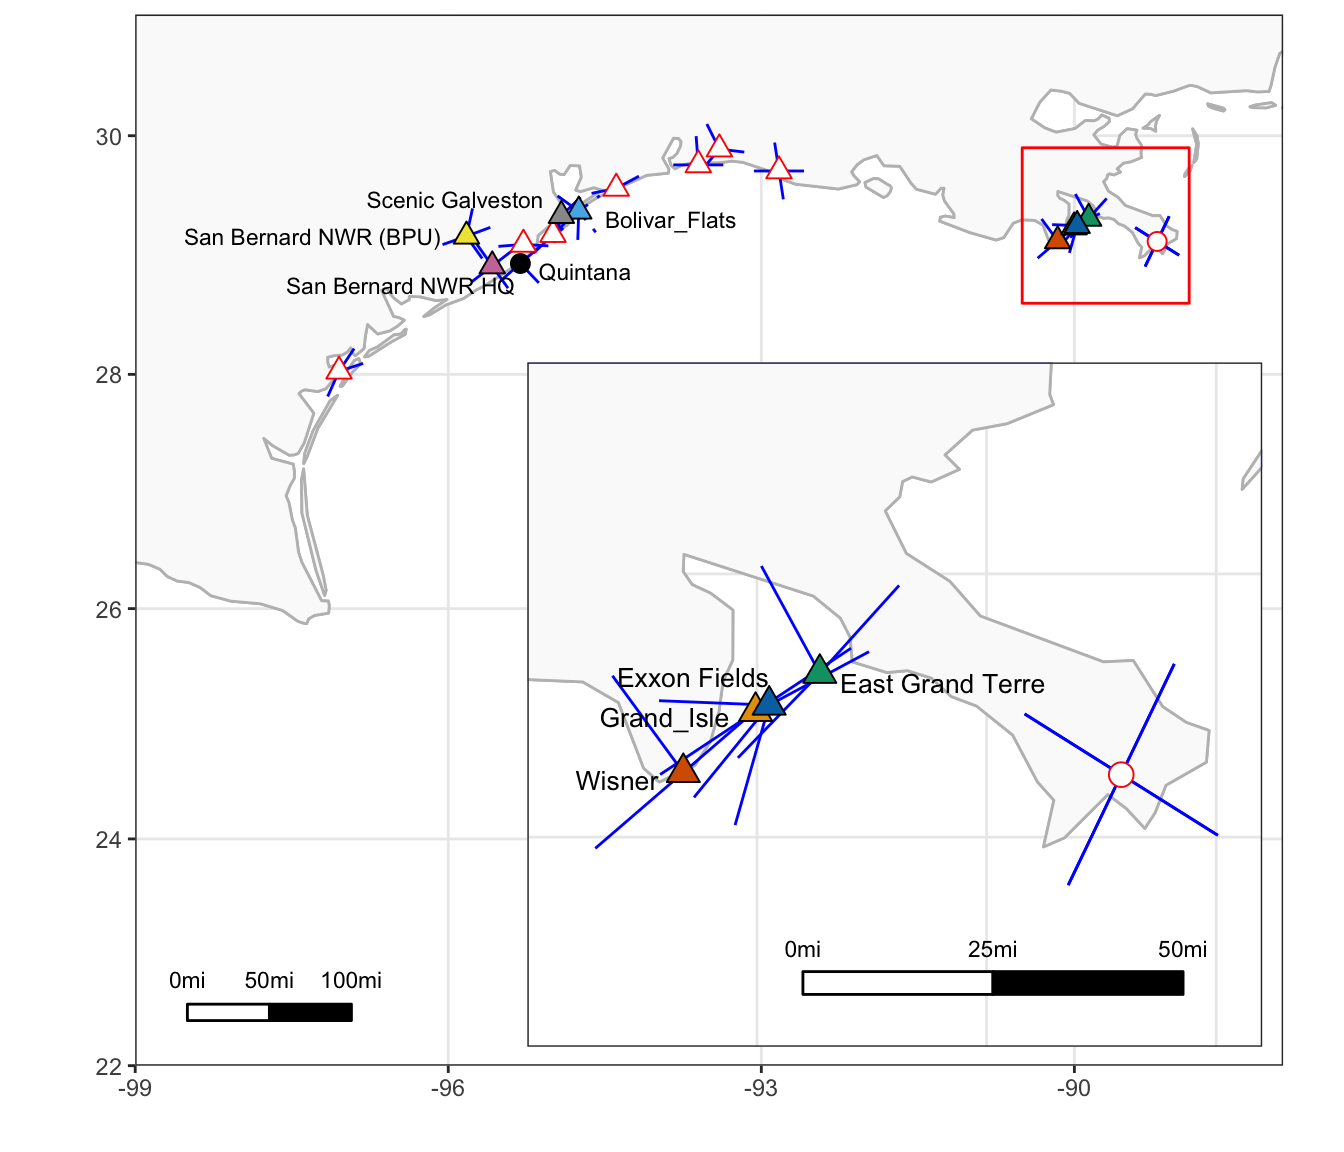 30
28
26
24
22
-99
-96
-93
-90
Scenic Galveston
San Bernard NWR (BPU)
Bolivar_Flats
Quintana
San Bernard NWR HQ
Exxon Fields
East Grand Terre
Grand_Isle
Wisner
0mi 25mi 50mi
0mi 50mi 100mi